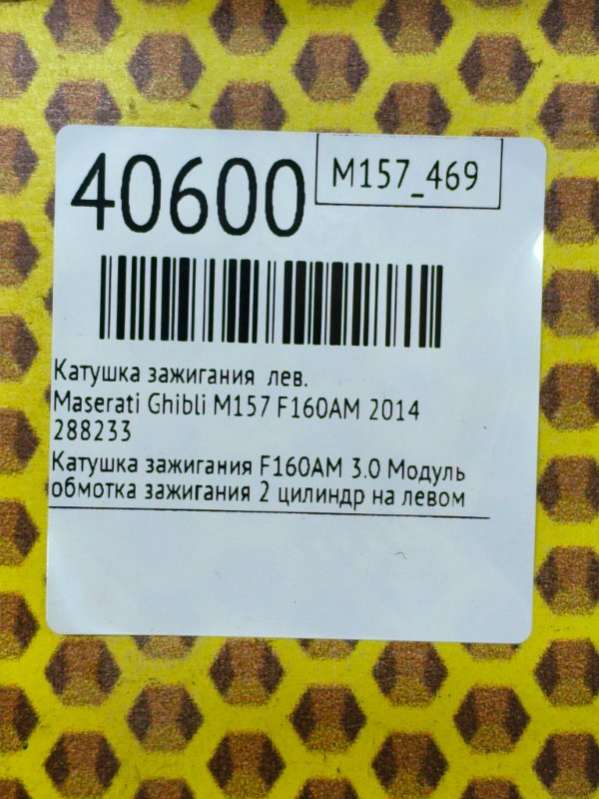 40600
M157_469
Катушка зажигания лев.
Maserati Ghibli M157 F160AM 2014
288233
Катушка зажигания F160AM 3.0 Модуль
обмотка зажигания 2 цилиндр на левом